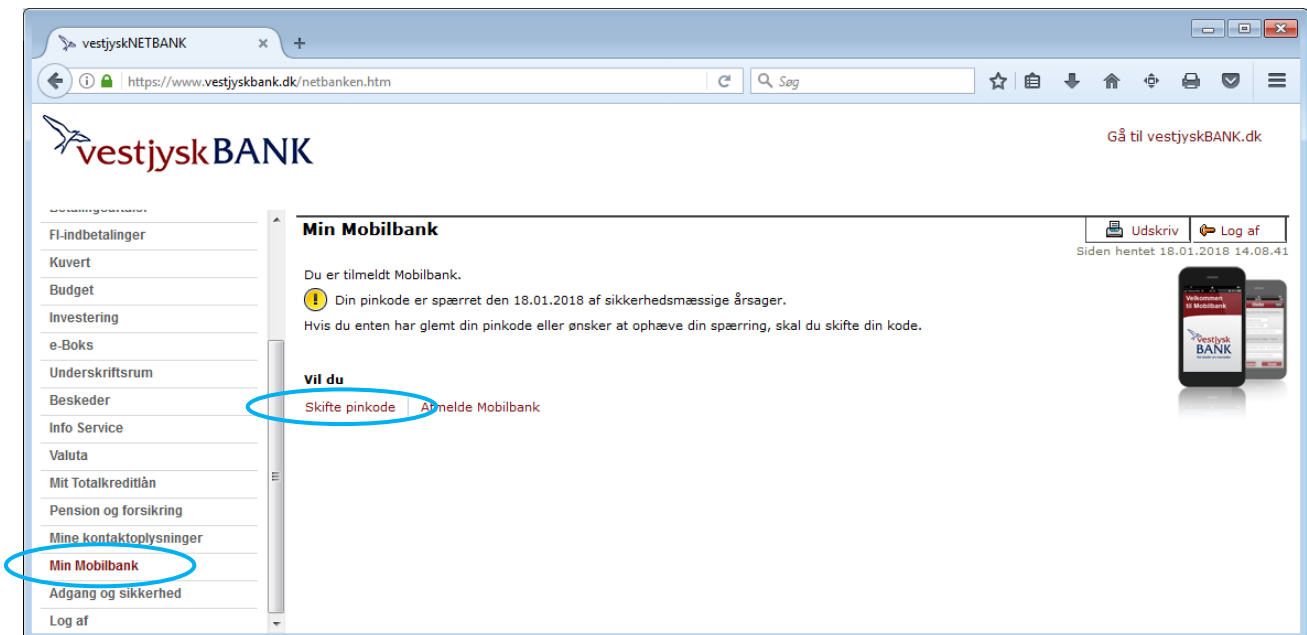 vestjyskNETBANK
https://www.vestjyskbank.dk/netbanken.htm
Søg
vestjyskBANK
Gå til vestjyskBANK.dk
FI-indbetalinger
Kuvert
Budget
Investering
e-Boks
Underskriftsrum
Beskeder
Info Service
Valuta
Mit Totalkreditlån
Pension og forsikring
Mine kontaktoplysninger
Min Mobilbank
Adgang og sikkerhed
Log af
Min Mobilbank
Udskriv
Log af
Siden hentet 18.01.2018 14.08.41
Du er tilmeldt Mobilbank.
Din pinkode er spærret den 18.01.2018 af sikkerhedsmæssige årsager.
Hvis du enten har glemt din pinkode eller ønsker at ophæve din spærring, skal du skifte din kode.
Vil du
Skifte pinkode
Afmelde Mobilbank
Velkommen
til Mobilbank
vestjysk
BANK